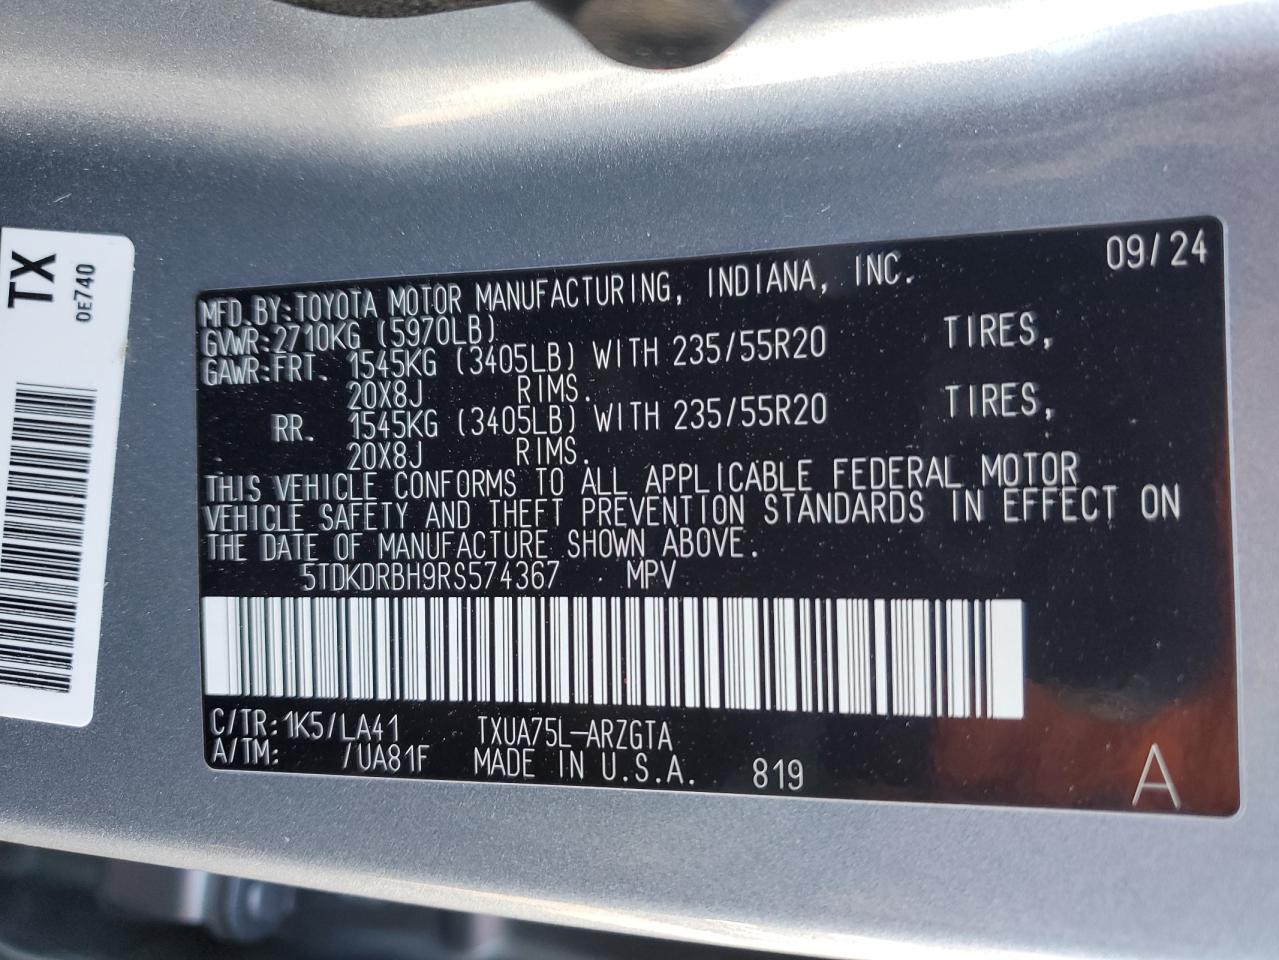 TX
0E740
09/24
MFD.BY:TOYOTA MOTOR MANUFACTURING, INDIANA, INC.
GVWR:2710KG (5970LB)
GAWR:FRT. 1545KG (3405LB) WITH 235/55R20 TIRES,
20X8J RIMS.
RR. 1545KG (3405LB) WITH 235/55R20 TIRES,
20X8J RIMS.
THIS VEHICLE CONFORMS TO ALL APPLICABLE FEDERAL MOTOR
VEHICLE SAFETY AND THEFT PREVENTION STANDARDS IN EFFECT ON
THE DATE OF MANUFACTURE SHOWN ABOVE.
5TDKDRBH9RS574367 MPV
C/TR:1K5/LA41 TXUA75L-ARZGTA
A/TM: /UA81F MADE IN U.S.A. 819
A